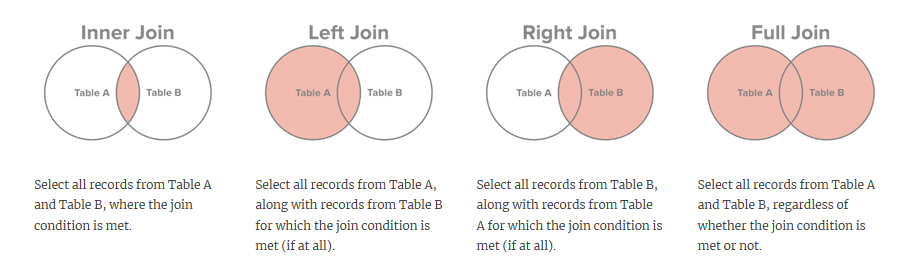 Inner Join
Table A
Table B
Select all records from Table A
and Table B, where the join
condition is met.
Left Join
Table A
Table B
Select all records from Table A,
along with records from Table B
for which the join condition is
met (if at all).
Right Join
Table A
Table B
Select all records from Table B,
along with records from Table
A for which the join condition is
met (if at all).
Full Join
Table A
Table B
Select all records from Table A
and Table B, regardless of
whether the join condition is
met or not.